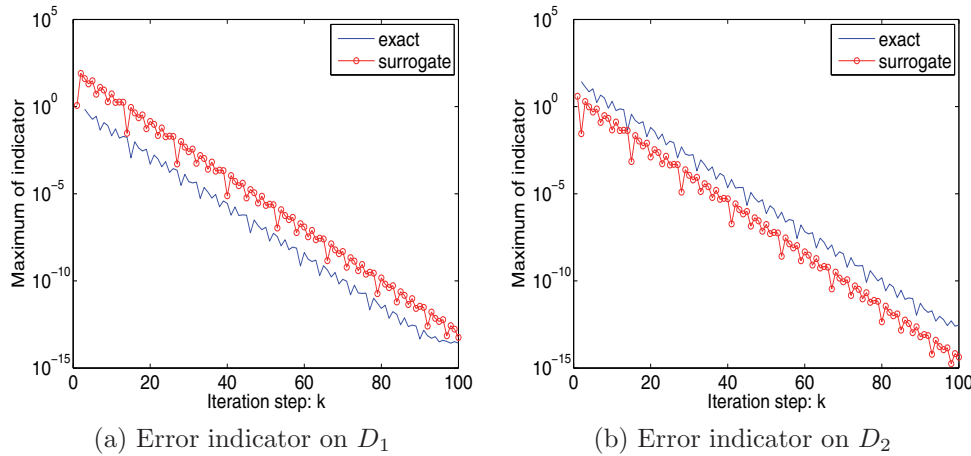 10^5
10^0
10^-5
10^-10
10^-15
Maximum of indicator
exact
surrogate
0 20 40 60 80 100
Iteration step: k
(a) Error indicator on D_1
10^5
10^0
10^-5
10^-10
10^-15
Maximum of indicator
exact
surrogate
0 20 40 60 80 100
Iteration step: k
(b) Error indicator on D_2